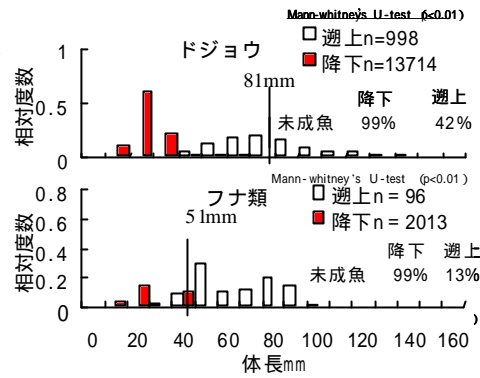 Mann-whitney's U-test (p<0.01)
ドジョウ
遡上n=998
降下n=13714
81mm
降下 遡上
未成魚 99% 42%
1
0.5
0
相対度数
Mann-whitney's U-test (p<0.01)
フナ類
遡上n = 96
降下n = 2013
51mm
降下 遡上
未成魚 99% 13%
0.8
0.6
0.4
0.2
0
相対度数
)
0 20 40 60 80 100 120 140 160
体長mm